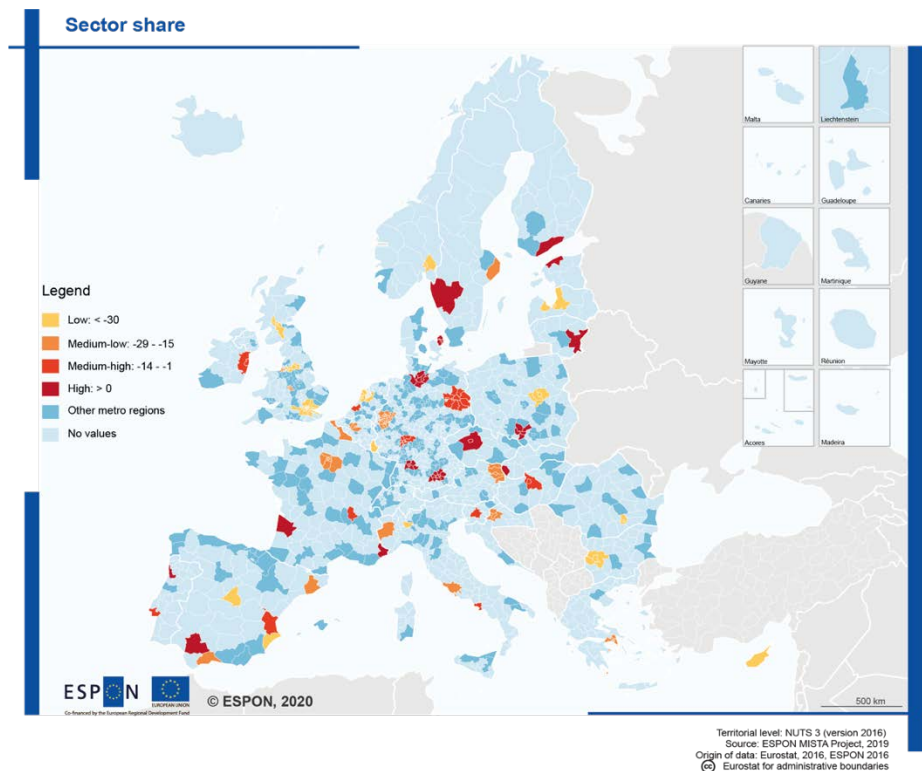 Sector share
Malta
Liechtenstein
Canaries
Guadeloupe
Guyane
Martinique
Mayotte
Réunion
Acores
Madeira
Legend
Low: < -30
Medium-low: -29 - -15
Medium-high: -14 - -1
High: > 0
Other metro regions
No values
ESPON
EUROPEAN UNION
Co-financed by the European Regional Development Fund
© ESPON, 2020
500 km
Territorial level: NUTS 3 (version 2016)
Source: ESPON MISTA Project, 2019
Origin of data: Eurostat, 2016, ESPON 2016
cc Eurostat for administrative boundaries